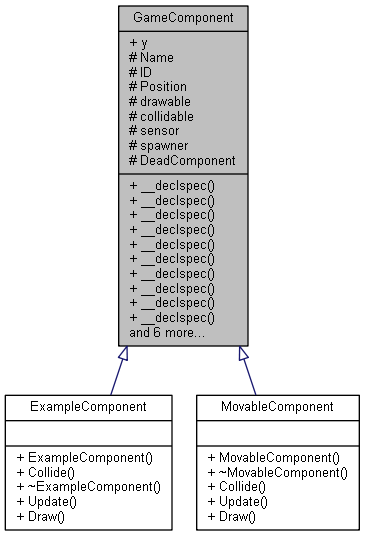 GameComponent
+ y
# Name
# ID
# Position
# drawable
# collidable
# sensor
# spawner
# DeadComponent
+ __declspec()
+ __declspec()
+ __declspec()
+ __declspec()
+ __declspec()
+ __declspec()
+ __declspec()
+ __declspec()
+ __declspec()
+ __declspec()
and 6 more...
ExampleComponent
+ ExampleComponent()
+ Collide()
+ ~ExampleComponent()
+ Update()
+ Draw()
MovableComponent
+ MovableComponent()
+ ~MovableComponent()
+ Collide()
+ Update()
+ Draw()